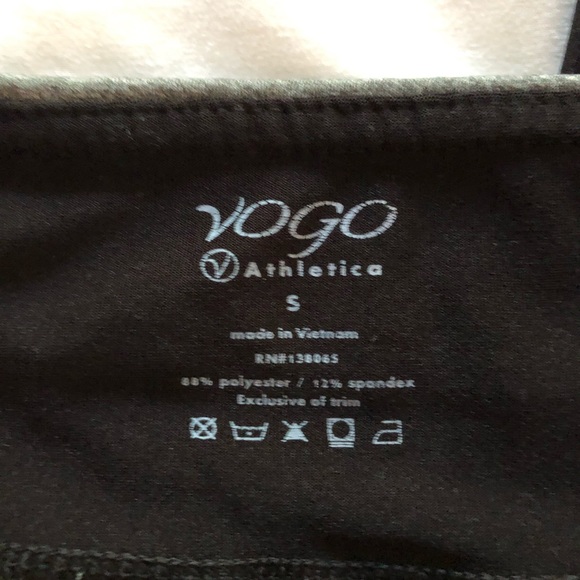 VOGO
Athletica
S
made in Vietnam
RN#138065
88% polyester / 12% spandex
Exclusive of trim